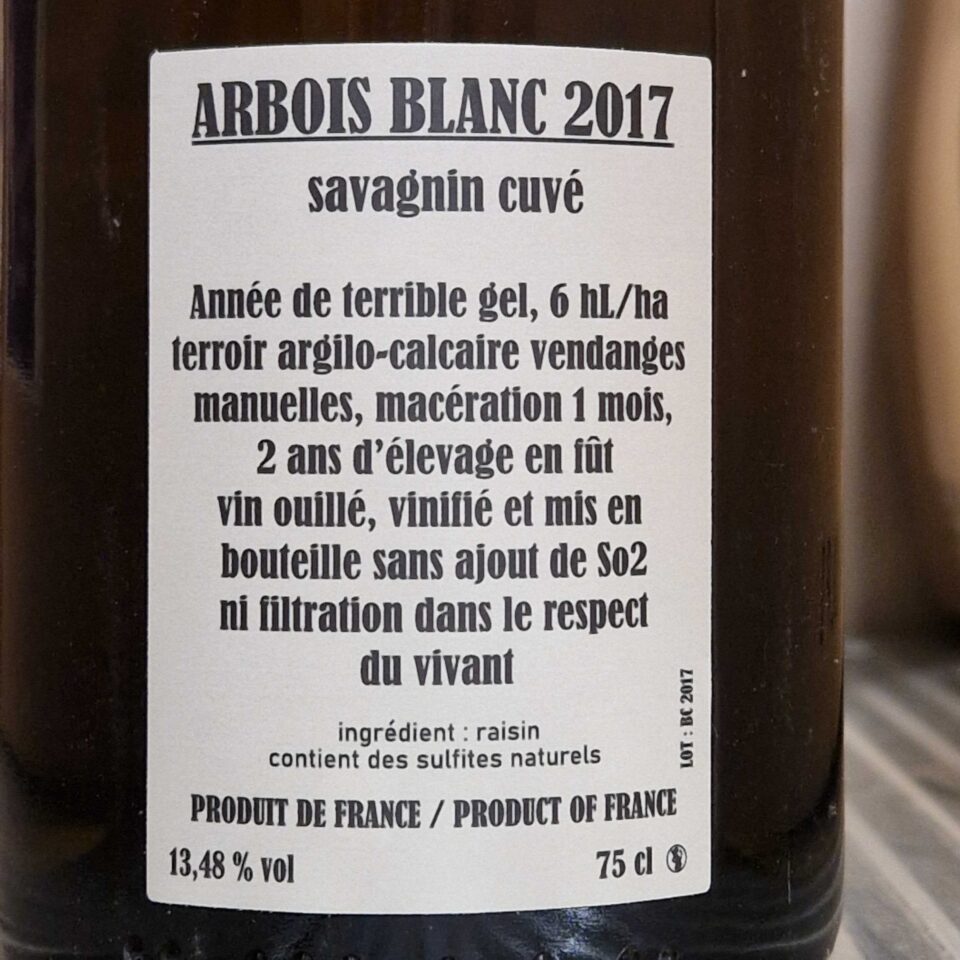 ARBOIS BLANC 2017
savagnin cuvé
Année de terrible gel, 6 hL/ha
terroir argilo-calcaire vendanges
manuelles, macération 1 mois,
2 ans d'élevage en fût
vin ouillé, vinifié et mis en
bouteille sans ajout de So2
ni filtration dans le respect
du vivant
ingrédient : raisin
contient des sulfites naturels
LOT : BC 2017
PRODUIT DE FRANCE / PRODUCT OF FRANCE
13,48 % vol
75 cl